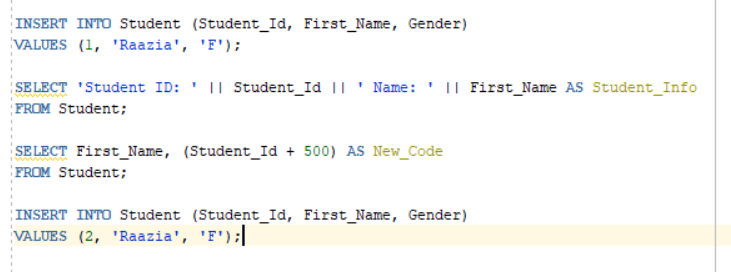 INSERT INTO Student (Student_Id, First_Name, Gender)
VALUES (1, 'Raazia', 'F');
SELECT 'Student ID: ' || Student_Id || ' Name: ' || First_Name AS Student_Info
FROM Student;
SELECT First_Name, (Student_Id + 500) AS New_Code
FROM Student;
INSERT INTO Student (Student_Id, First_Name, Gender)
VALUES (2, 'Raazia', 'F');